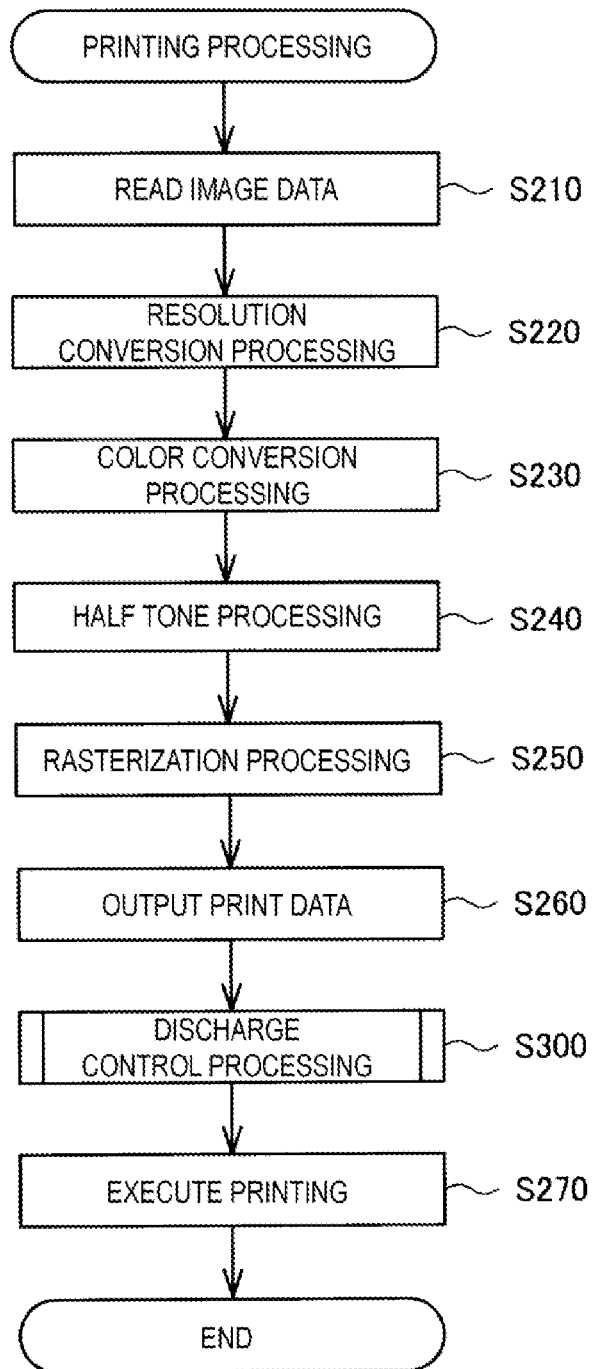 PRINTING PROCESSING
READ IMAGE DATA
S210
RESOLUTION
CONVERSION PROCESSING
S220
COLOR CONVERSION
PROCESSING
S230
HALF TONE PROCESSING
S240
RASTERIZATION PROCESSING
S250
OUTPUT PRINT DATA
S260
DISCHARGE
CONTROL PROCESSING
S300
EXECUTE PRINTING
S270
END